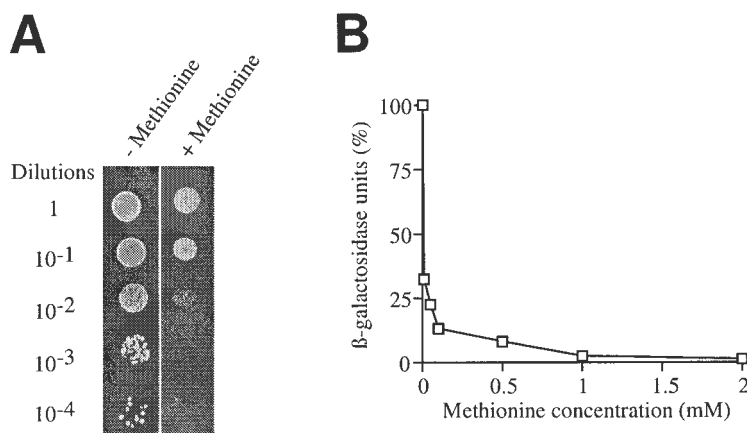 A
- Methionine
+ Methionine
Dilutions
1
10-1
10-2
10-3
10-4
B
ß-galactosidase units (%)
100
75
50
25
0
0
0.5
1
1.5
2
Methionine concentration (mM)